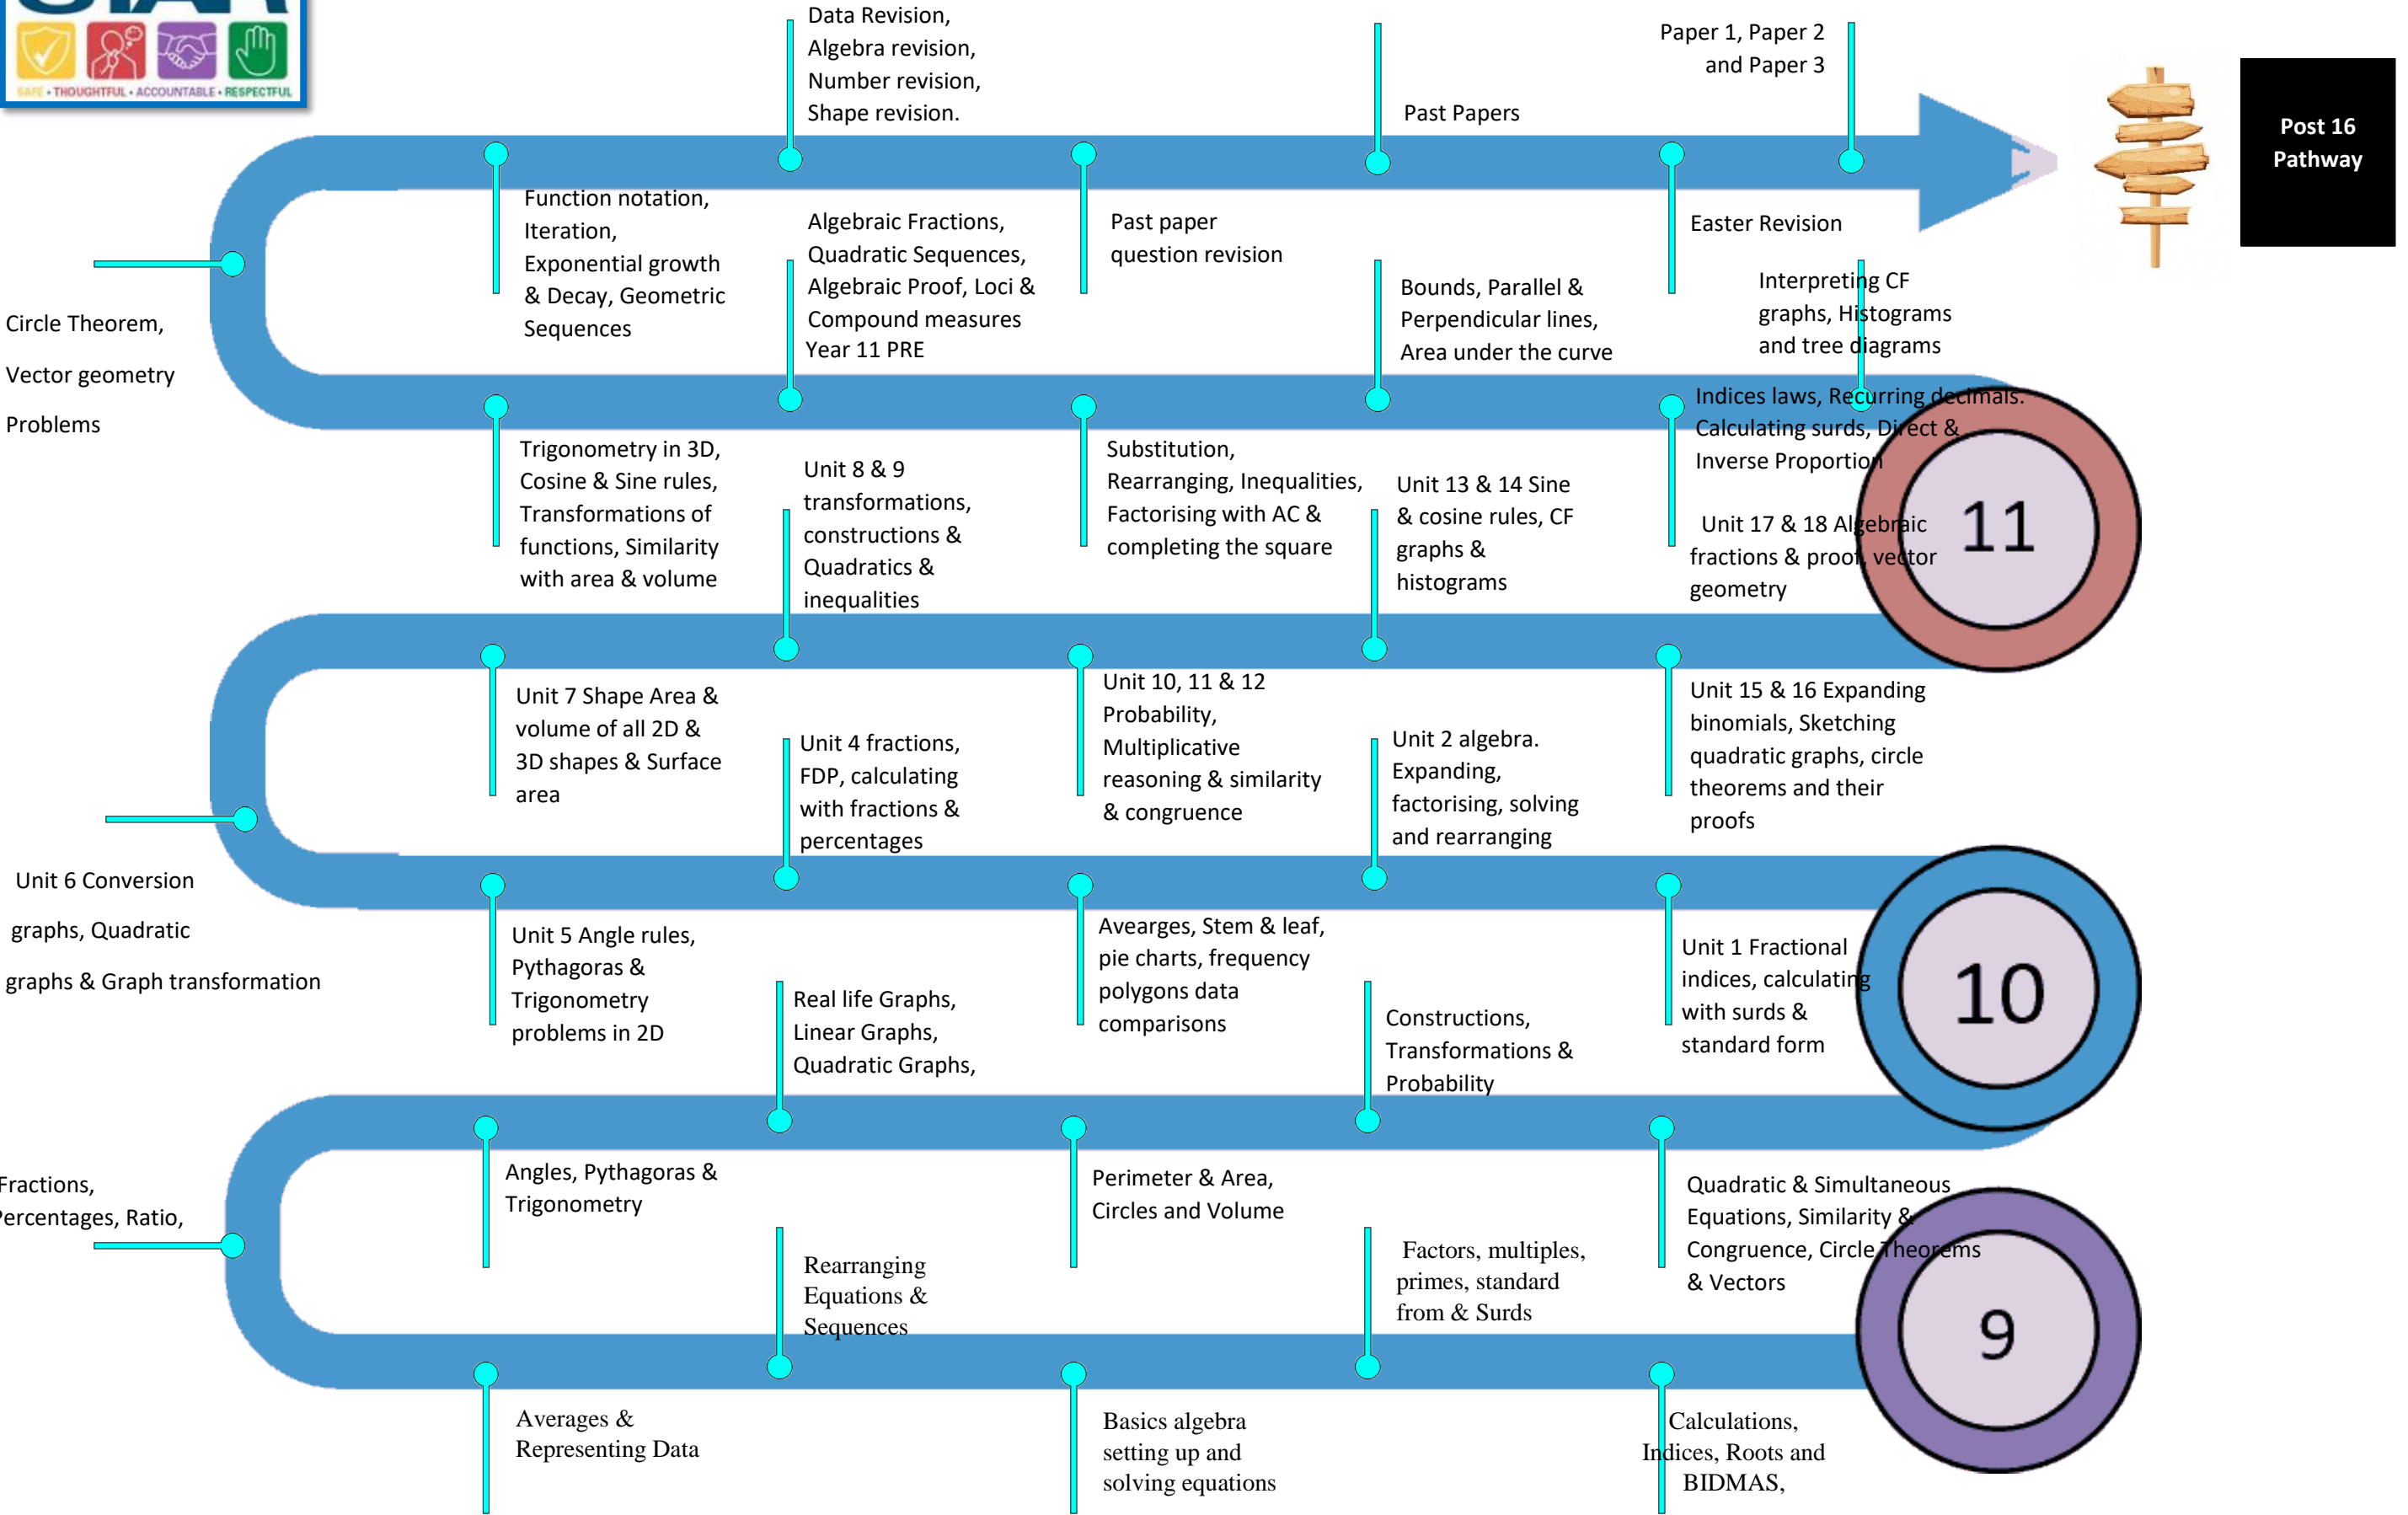 SAFE • THOUGHTFUL • ACCOUNTABLE • RESPECTFUL
Data Revision,
Algebra revision,
Number revision,
Shape revision.
Past Papers
Paper 1, Paper 2
and Paper 3
Post 16
Pathway
Function notation,
Iteration,
Exponential growth
& Decay, Geometric
Sequences
Algebraic Fractions,
Quadratic Sequences,
Algebraic Proof, Loci &
Compound measures
Year 11 PRE
Past paper
question revision
Bounds, Parallel &
Perpendicular lines,
Area under the curve
Easter Revision
Interpreting CF
graphs, Histograms
and tree diagrams
Circle Theorem,
Vector geometry
Problems
Trigonometry in 3D,
Cosine & Sine rules,
Transformations of
functions, Similarity
with area & volume
Unit 8 & 9
transformations,
constructions &
Quadratics &
inequalities
Substitution,
Rearranging, Inequalities,
Factorising with AC &
completing the square
Unit 13 & 14 Sine
& cosine rules, CF
graphs &
histograms
Indices laws, Recurring decimals.
Calculating surds, Direct &
Inverse Proportion
Unit 17 & 18 Algebraic
fractions & proof, vector
geometry
11
Unit 7 Shape Area &
volume of all 2D &
3D shapes & Surface
area
Unit 4 fractions,
FDP, calculating
with fractions &
percentages
Unit 10, 11 & 12
Probability,
Multiplicative
reasoning & similarity
& congruence
Unit 2 algebra.
Expanding,
factorising, solving
and rearranging
Unit 15 & 16 Expanding
binomials, Sketching
quadratic graphs, circle
theorems and their
proofs
Unit 6 Conversion
graphs, Quadratic
graphs & Graph transformation
Unit 5 Angle rules,
Pythagoras &
Trigonometry
problems in 2D
Real life Graphs,
Linear Graphs,
Quadratic Graphs,
Avearges, Stem & leaf,
pie charts, frequency
polygons data
comparisons
Constructions,
Transformations &
Probability
Unit 1 Fractional
indices, calculating
with surds &
standard form
10
Fractions,
Percentages, Ratio,
Angles, Pythagoras &
Trigonometry
Rearranging
Equations &
Sequences
Perimeter & Area,
Circles and Volume
Factors, multiples,
primes, standard
from & Surds
Quadratic & Simultaneous
Equations, Similarity &
Congruence, Circle Theorems
& Vectors
9
Averages &
Representing Data
Basics algebra
setting up and
solving equations
Calculations,
Indices, Roots and
BIDMAS,